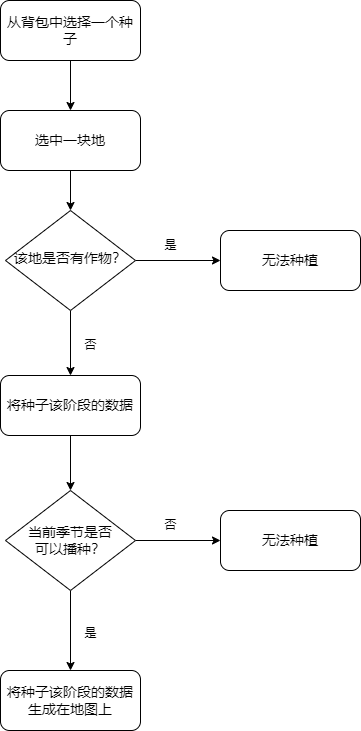 从背包中选择一个种
子
选中一块地
该地是否有作物？
是
无法种植
否
将种子该阶段的数据
当前季节是否
可以播种？
否
无法种植
是
将种子该阶段的数据
生成在地图上